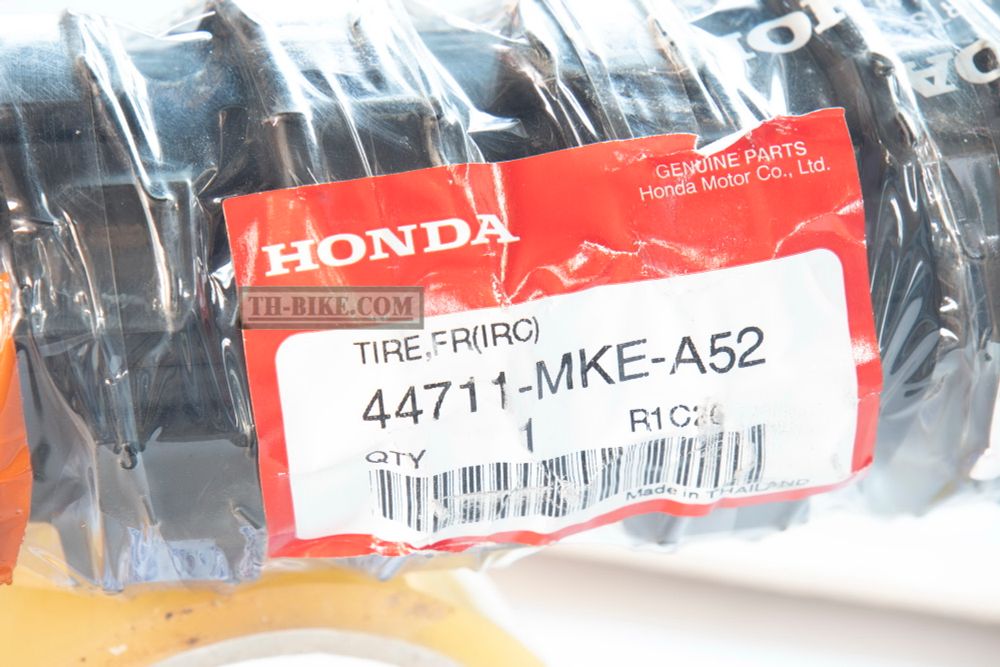 GENUINE PARTS
Honda Motor Co., Ltd.
HONDA
TH-BIKE.COM
TIRE,FR(IRC)
44711-MKE-A52
1
QTY
Made in THAILAND